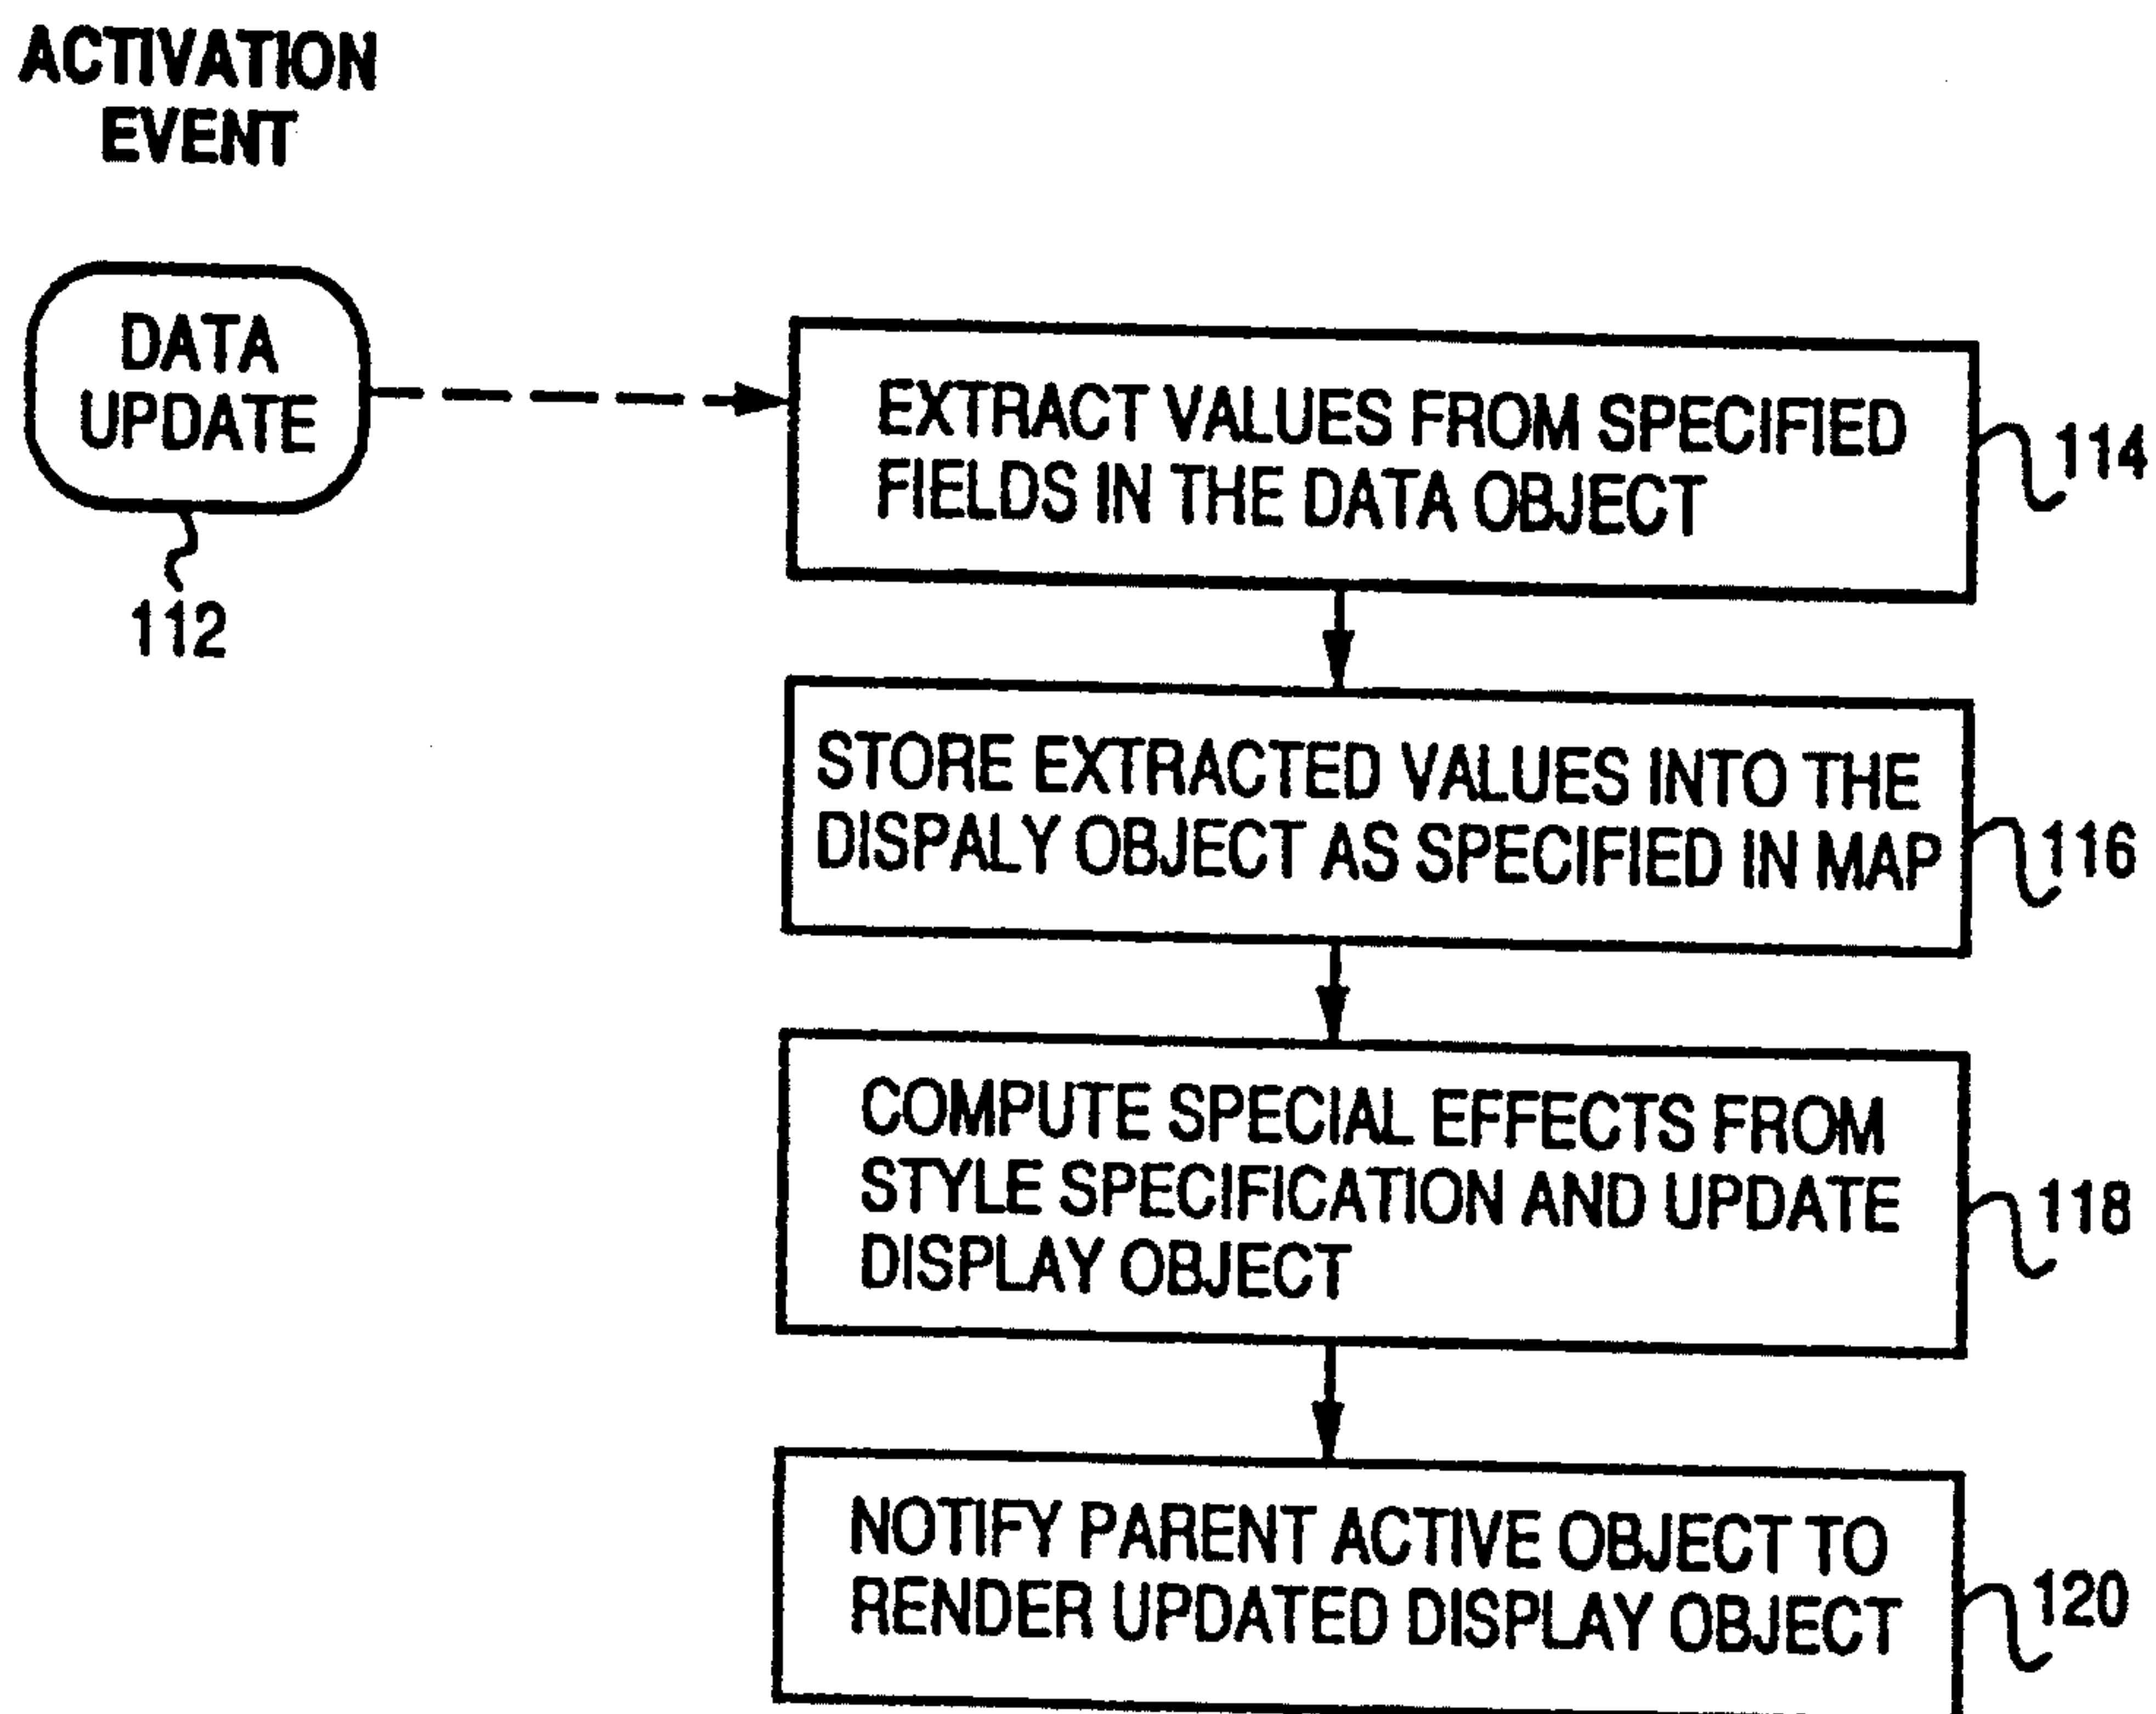 ACTIVATION
EVENT
DATA
UPDATE
112
EXTRACT VALUES FROM SPECIFIED
FIELDS IN THE DATA OBJECT
114
STORE EXTRACTED VALUES INTO THE
DISPALY OBJECT AS SPECIFIED IN MAP
116
COMPUTE SPECIAL EFFECTS FROM
STYLE SPECIFICATION AND UPDATE
DISPLAY OBJECT
118
NOTIFY PARENT ACTIVE OBJECT TO
RENDER UPDATED DISPLAY OBJECT
120